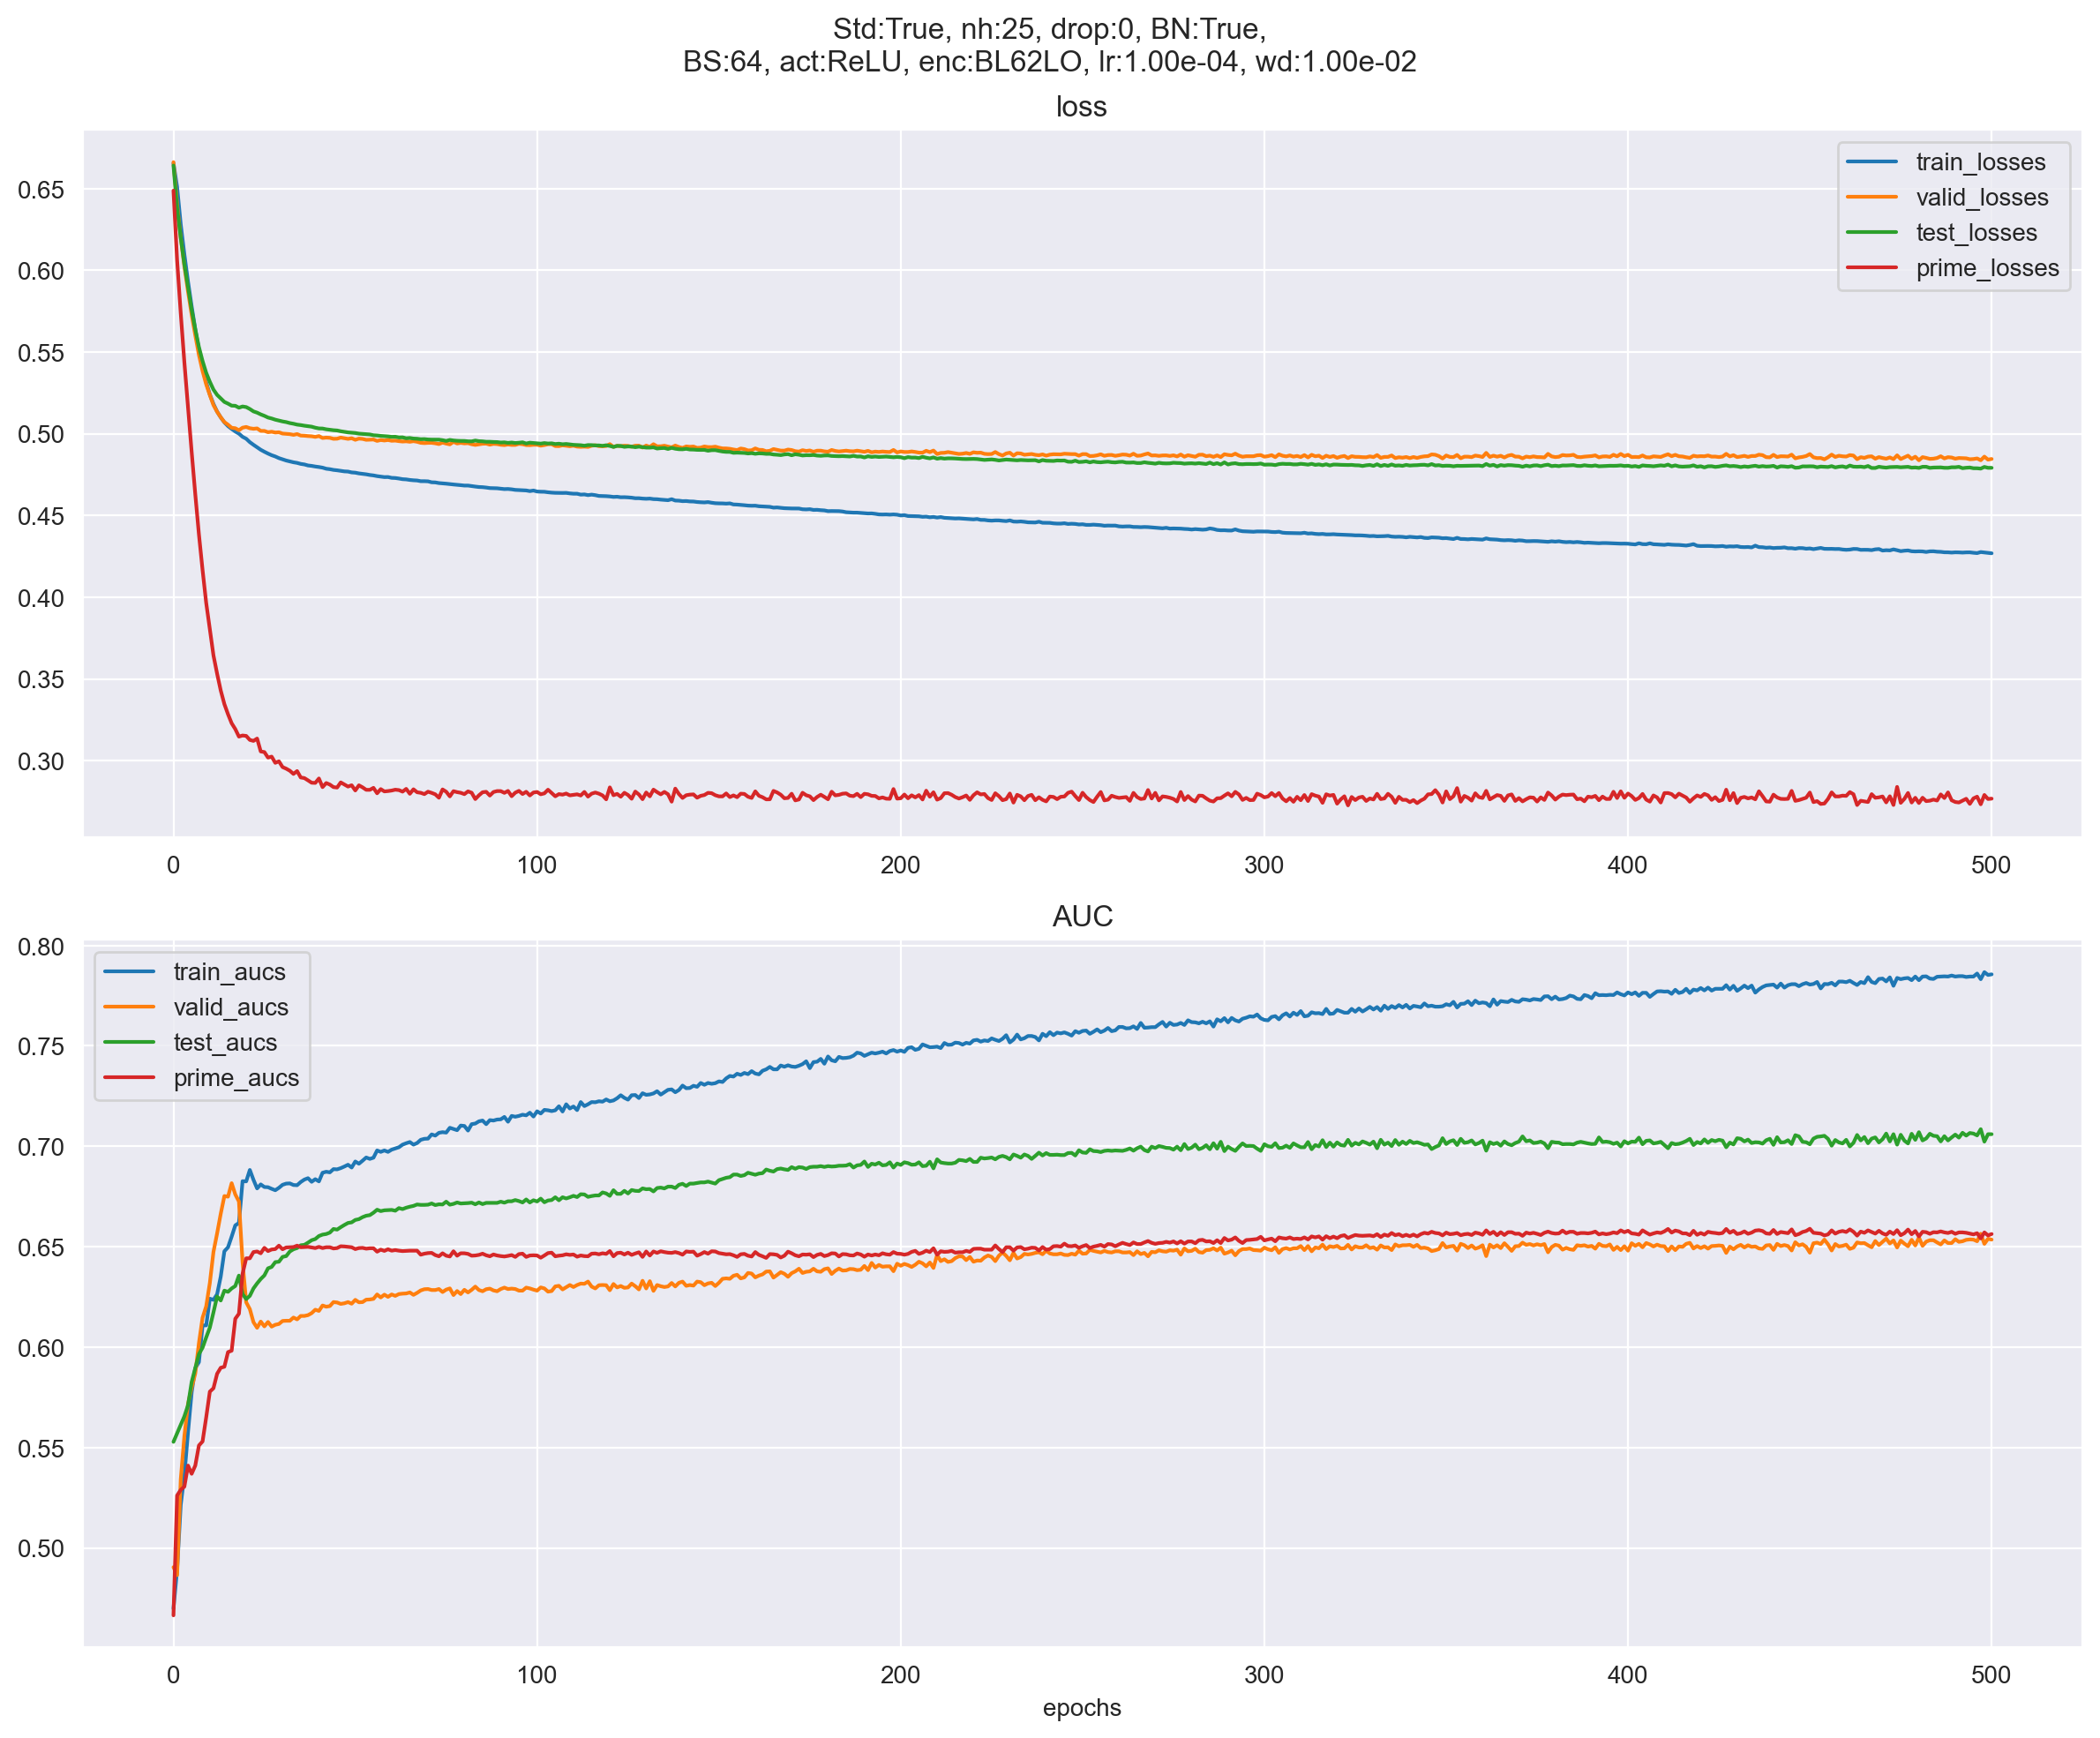 Std:True, nh:25, drop:0, BN:True,
BS:64, act:ReLU, enc:BL62LO, lr:1.00e-04, wd:1.00e-02
loss
train_losses
valid_losses
test_losses
prime_losses
0.65
0.60
0.55
0.50
0.45
0.40
0.35
0.30
0 100 200 300 400 500
AUC
train_aucs
valid_aucs
test_aucs
prime_aucs
0.80
0.75
0.70
0.65
0.60
0.55
0.50
0 100 200 300 400 500
epochs